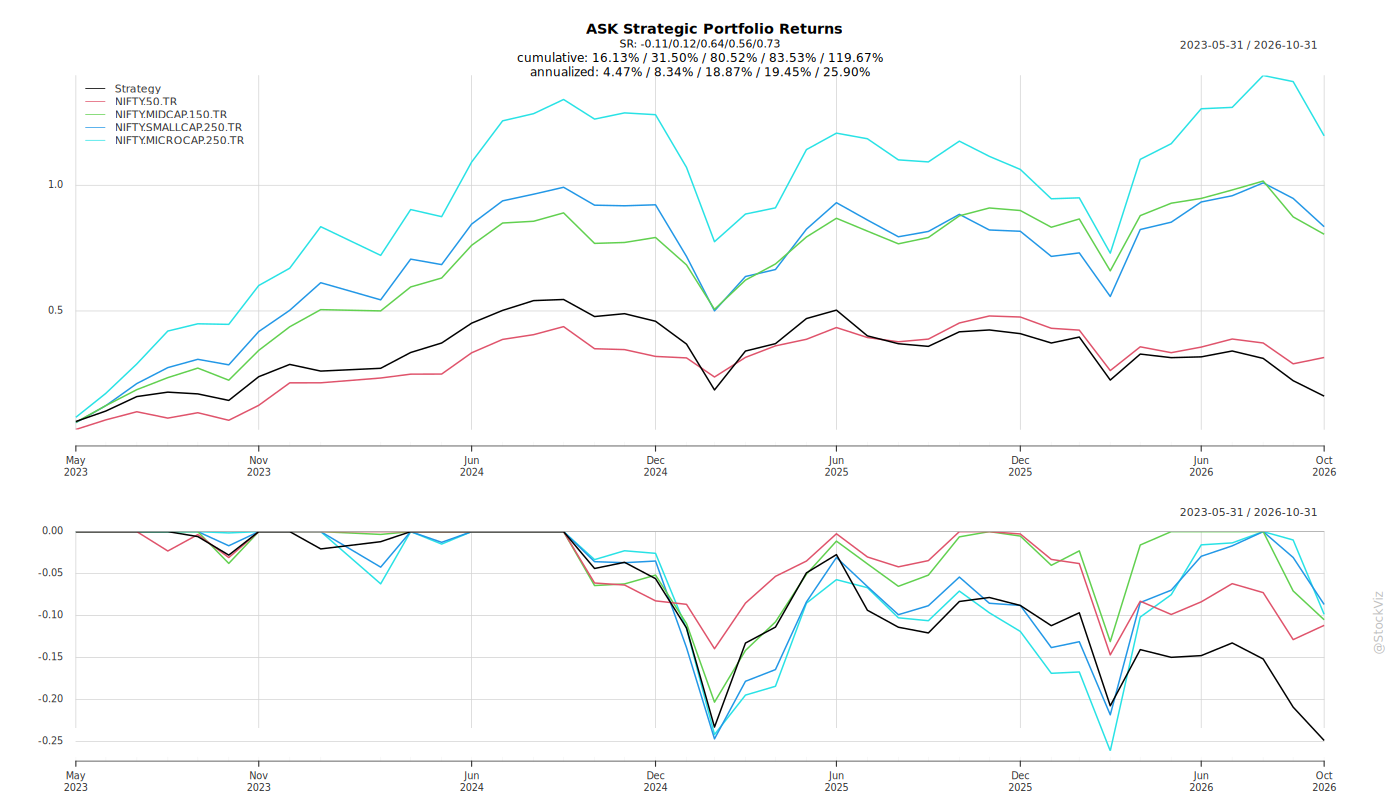 ASK Strategic Portfolio Returns
SR: -0.11/0.12/0.64/0.56/0.73
cumulative: 16.13% / 31.50% / 80.52% / 83.53% / 119.67%
annualized: 4.47% / 8.34% / 18.87% / 19.45% / 25.90%
2023-05-31 / 2026-10-31
Strategy
NIFTY.50.TR
NIFTY.MIDCAP.150.TR
NIFTY.SMALLCAP.250.TR
NIFTY.MICROCAP.250.TR
1.0
0.5
May Nov Jun Dec Jun Dec Jun Oct
2023 2023 2024 2024 2025 2025 2026 2026
2023-05-31 / 2026-10-31
0.00
-0.05
-0.10
-0.15
-0.20
-0.25
May Nov Jun Dec Jun Dec Jun Oct
2023 2023 2024 2024 2025 2025 2026 2026
@StockViz